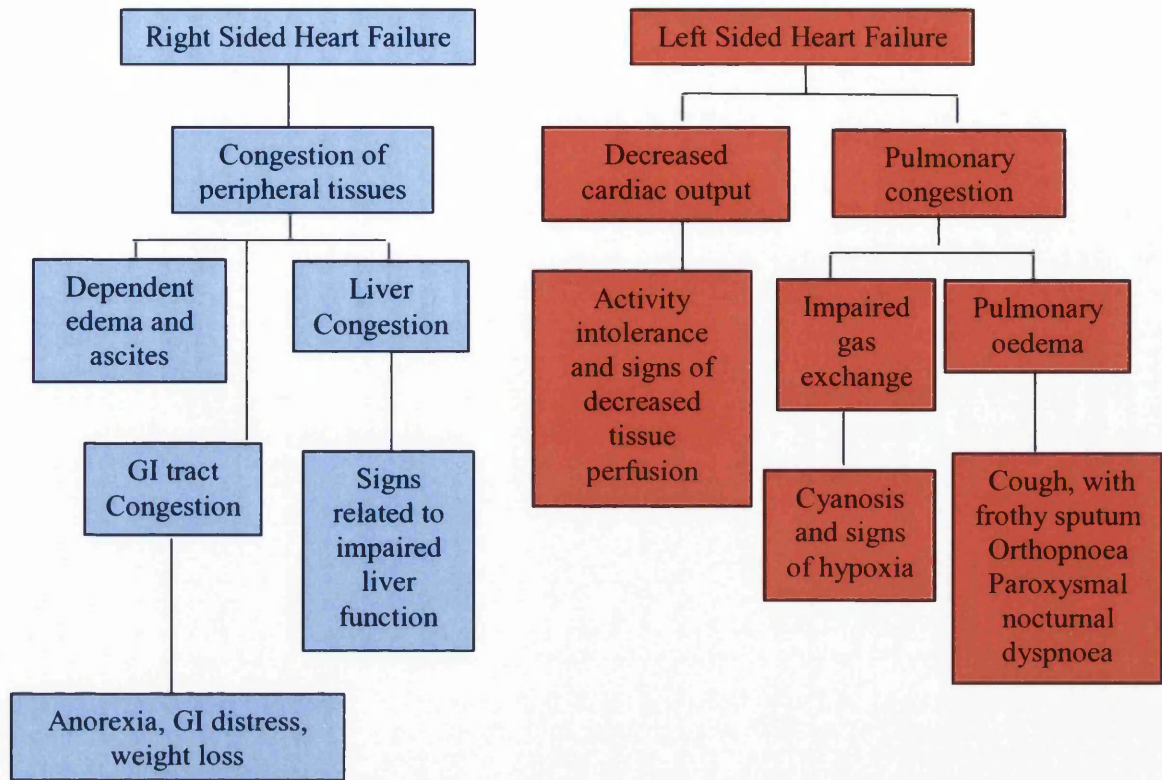 Right Sided Heart Failure
Congestion of
peripheral tissues
Dependent
edema and
ascites
Liver
Congestion
GI tract
Congestion
Signs
related to
impaired
liver
function
Anorexia, GI distress,
weight loss
Left Sided Heart Failure
Decreased
cardiac output
Pulmonary
congestion
Activity
intolerance
and signs of
decreased
tissue
perfusion
Impaired
gas
exchange
Pulmonary
oedema
Cyanosis
and signs
of hypoxia
Cough, with
frothy sputum
Orthopnoea
Paroxysmal
nocturnal
dyspnoea